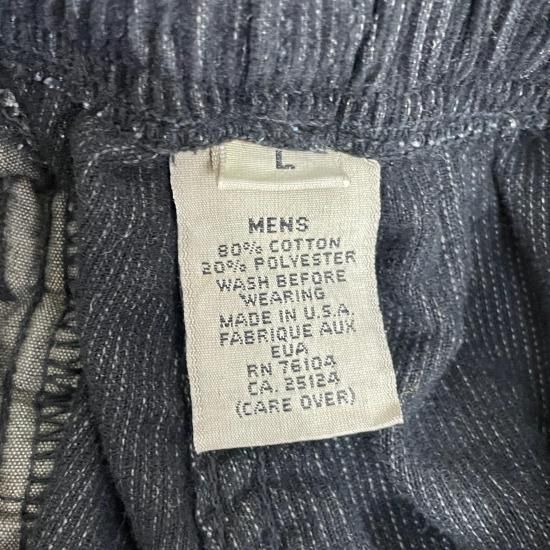 L
MENS
80% COTTON
20% POLYESTER
WASH BEFORE
WEARING
MADE IN U.S.A.
FABRIQUE AUX
EUA
RN 76104
CA. 25124
(CARE OVER)